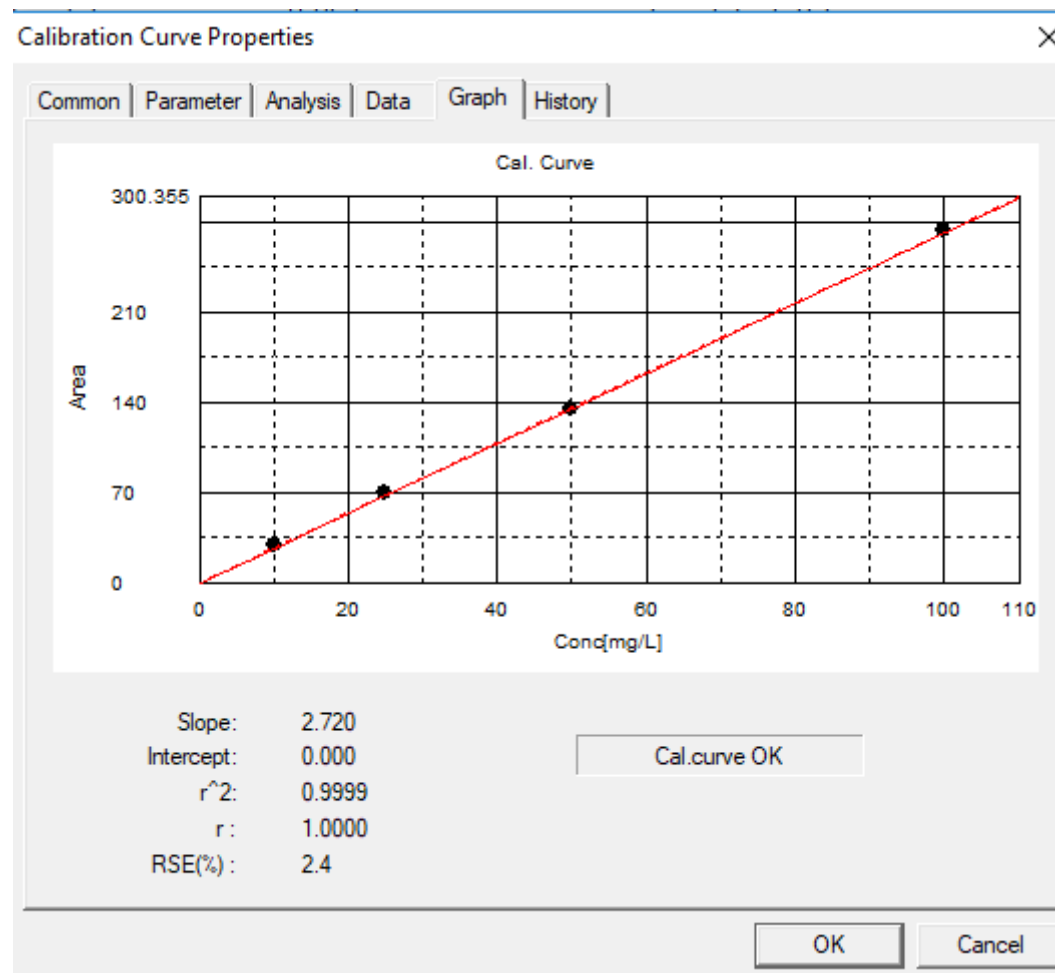 Calibration Curve Properties
Common Parameter Analysis Data Graph History
Cal. Curve
300.355
210
Area
140
70
0
0 20 40 60 80 100 110
Conc[mg/L]
Slope: 2.720
Intercept: 0.000
Cal.curve OK
r^2: 0.9999
r : 1.0000
RSE(%) : 2.4
OK Cancel